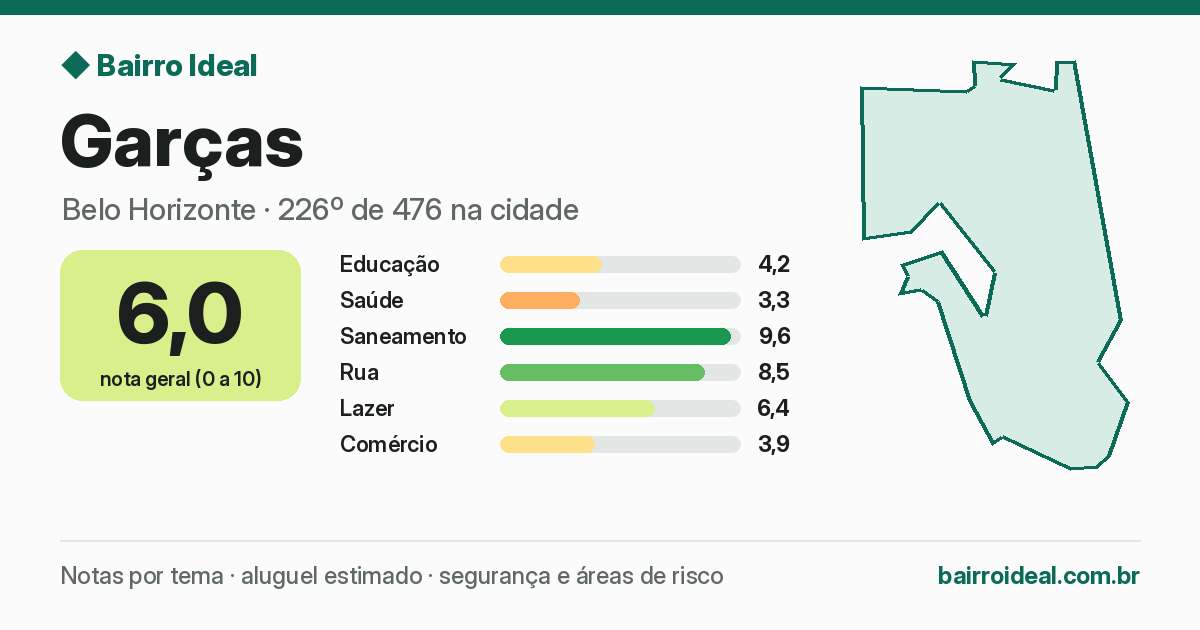 Bairro Ideal
Garças
Belo Horizonte · 226º de 476 na cidade
6,0
nota geral (0 a 10)
Educação 4,2
Saúde 3,3
Saneamento 9,6
Rua 8,5
Lazer 6,4
Comércio 3,9
Notas por tema · aluguel estimado · segurança e áreas de risco
bairroideal.com.br